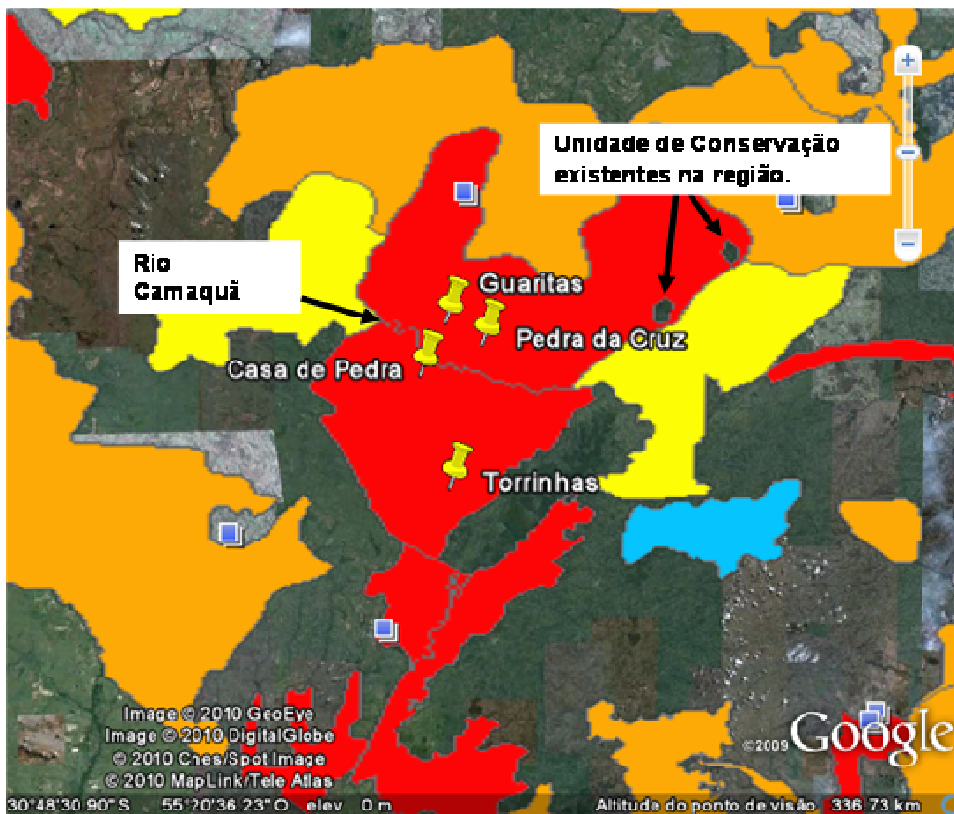 Unidade de Conservação
existentes na região.
Rio
Camaquã
Guaritas
Pedra da Cruz
Casa de Pedra
Torrinhas
Image © 2010 GeoEye
Image © 2010 DigitalGlobe
© 2010 Cnes/Spot Image
© 2010 MapLink/Tele Atlas
©2009 Google
30°48'30.90"S 55°20'36.23"O elev 0 m Altitude do ponto de visão 336.73 km